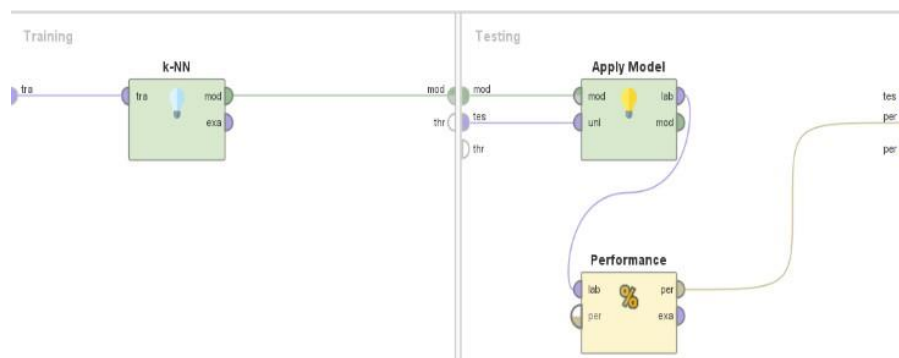 Training
k-NN
tra
tra
mod
exa
mod
thr
Testing
Apply Model
mod
tes
thr
mod
unl
lab
mod
Performance
lab
per
%
per
exa
tes
per
per